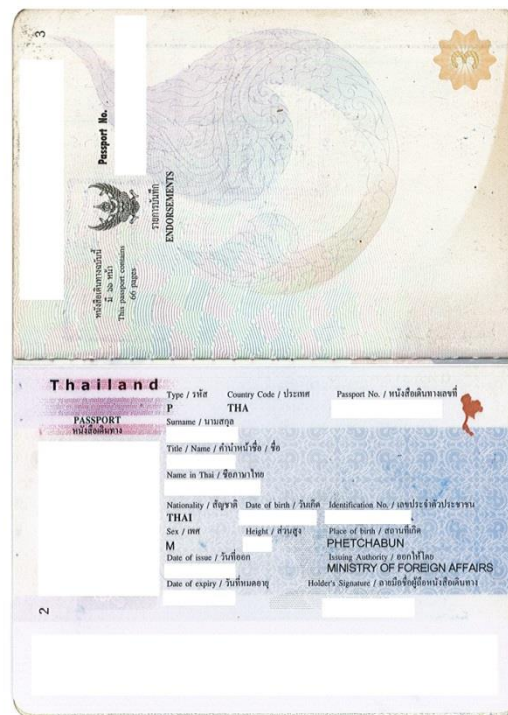 3
Passport No.
หนังสือเดินทางฉบับนี้
มี ๖๖ หน้า
This passport contains
66 pages
รายการบันทึก
ENDORSEMENTS
Thailand
PASSPORT
หนังสือเดินทาง
Type / รหัส Country Code / ประเทศ Passport No. / หนังสือเดินทางเลขที่
P THA
Surname / นามสกุล
Title / Name / คำนำหน้าชื่อ / ชื่อ
Name in Thai / ชื่อภาษาไทย
Nationality / สัญชาติ Date of birth / วันเกิด Identification No. / เลขประจำตัวประชาชน
THAI
Sex / เพศ Height / ส่วนสูง Place of birth / สถานที่เกิด
M PHETCHABUN
Date of issue / วันที่ออก Issuing Authority / ออกให้โดย
MINISTRY OF FOREIGN AFFAIRS
Date of expiry / วันที่หมดอายุ Holder's Signature / ลายมือชื่อผู้ถือหนังสือเดินทาง
2